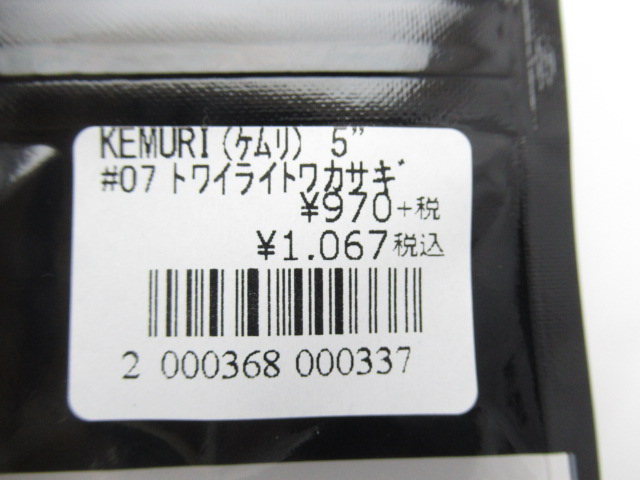 KEMURI(ケムリ) 5"
#07 トワイライトワカサギ
¥970+税
¥1.067税込
2 000368 000337